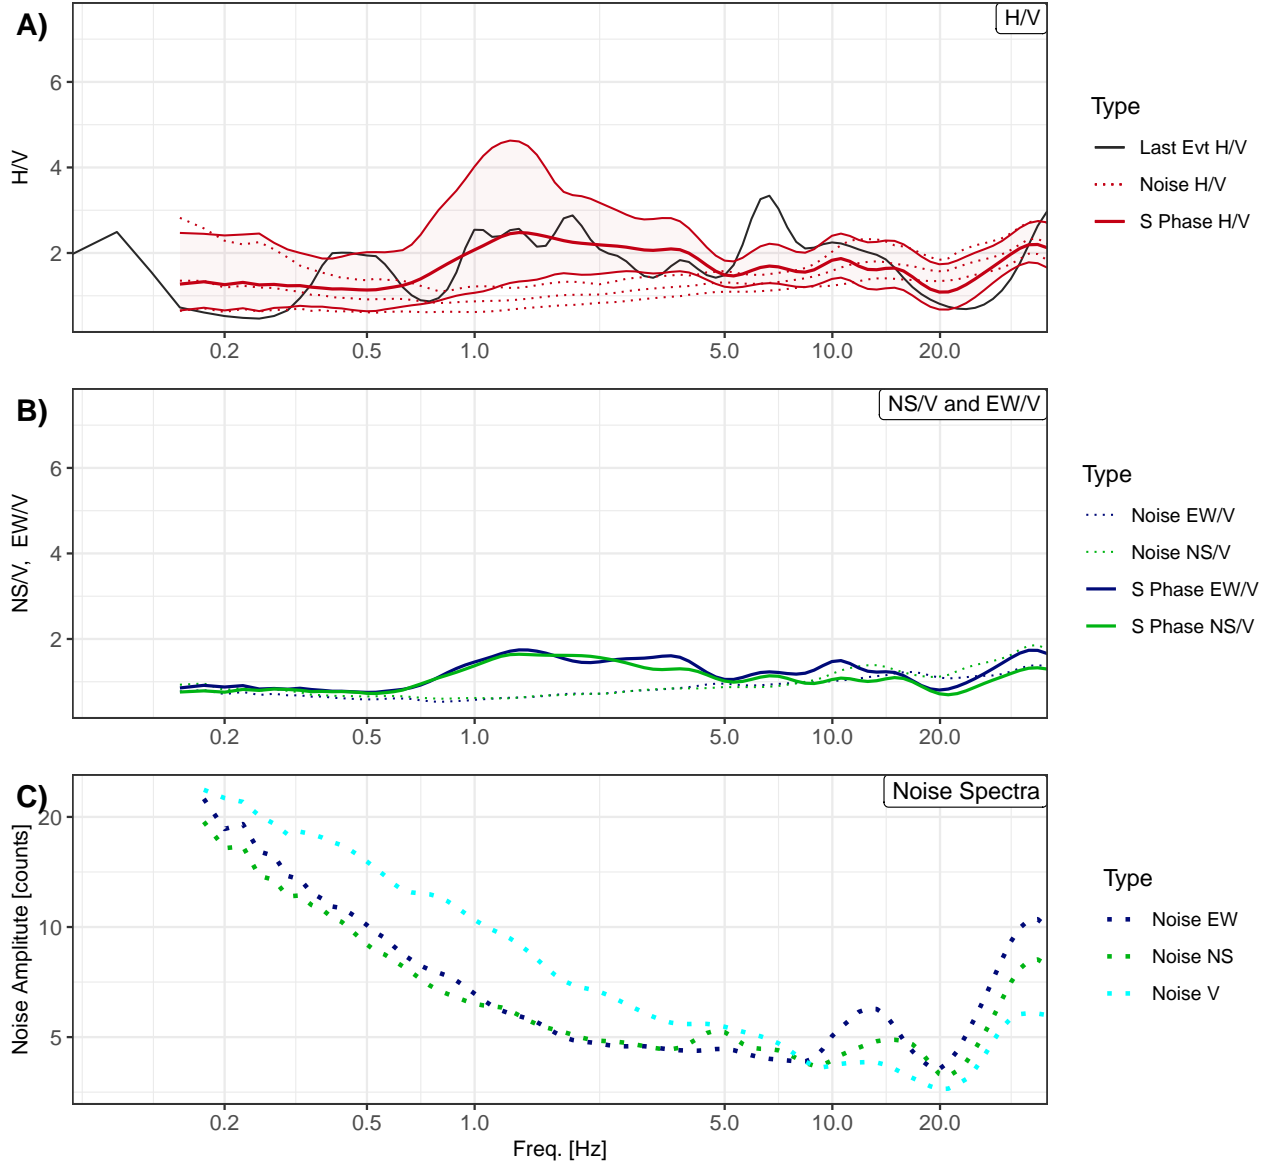 A)
H/V
H/V
6
4
2
0.2 0.5 1.0 5.0 10.0 20.0
Type
Last Evt H/V
Noise H/V
S Phase H/V
B)
NS/V and EW/V
NS/V, EW/V
6
4
2
0.2 0.5 1.0 5.0 10.0 20.0
Type
Noise EW/V
Noise NS/V
S Phase EW/V
S Phase NS/V
C)
Noise Spectra
Noise Amplitute [counts]
20
10
5
0.2 0.5 1.0 5.0 10.0 20.0
Freq. [Hz]
Type
Noise EW
Noise NS
Noise V